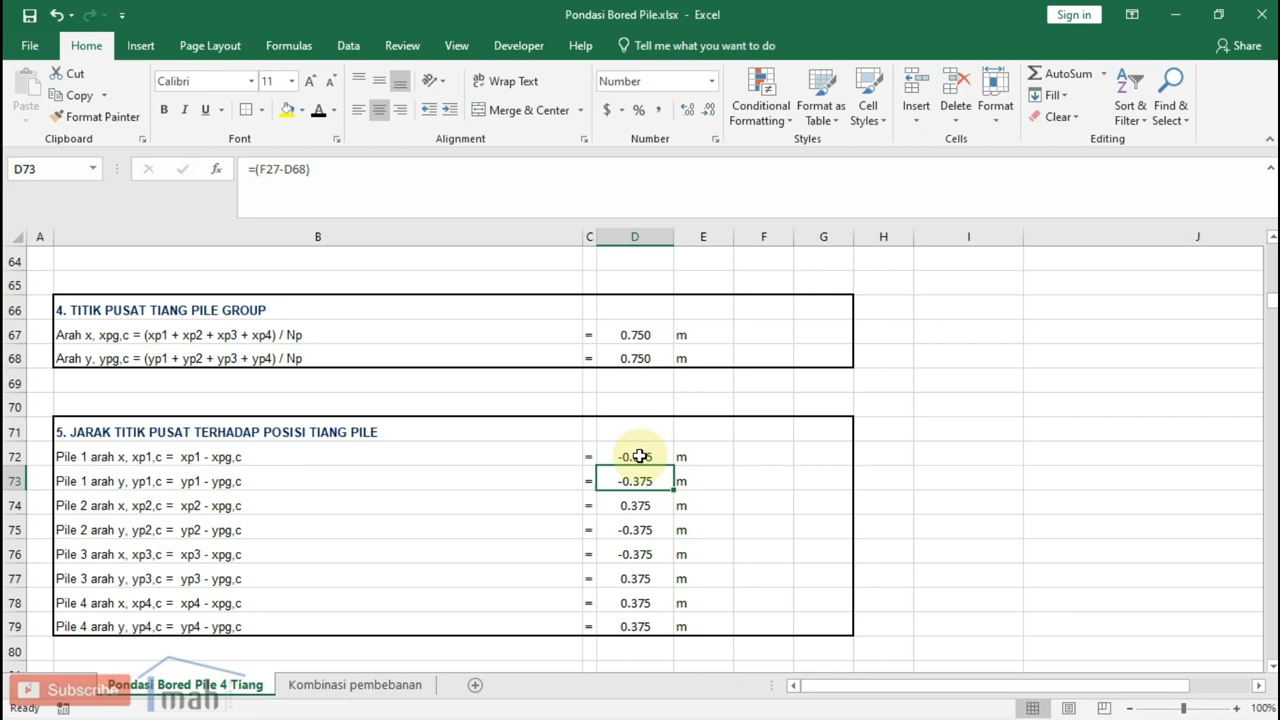 Pondasi Bored Pile.xlsx - Excel
Sign in
File Home Insert Page Layout Formulas Data Review View Developer Help Tell me what you want to do Share
Paste
Cut
Copy
Format Painter
Clipboard
Calibri 11
B I U
Font
Wrap Text
Merge & Center
Alignment
Number
$ % ,
Number
Conditional Formatting
Format as Table
Cell Styles
Styles
Insert
Delete
Format
Cells
AutoSum
Fill
Clear
Sort & Filter
Find & Select
Editing
D73 fx =(F27-D68)
A B C D E F G H I J
64
65
66 4. TITIK PUSAT TIANG PILE GROUP
67 Arah x, xpg,c = (xp1 + xp2 + xp3 + xp4) / Np = 0.750 m
68 Arah y, ypg,c = (yp1 + yp2 + yp3 + yp4) / Np = 0.750 m
69
70
71 5. JARAK TITIK PUSAT TERHADAP POSISI TIANG PILE
72 Pile 1 arah x, xp1,c = xp1 - xpg,c = m
73 Pile 1 arah y, yp1,c = yp1 - xpg,c = -0.375 m
74 Pile 2 arah x, xp2,c = xp2 - xpg,c = 0.375 m
75 Pile 2 arah y, yp2,c = yp2 - ypg,c = -0.375 m
76 Pile 3 arah x, xp3,c = xp3 - xpg,c = -0.375 m
77 Pile 3 arah y, yp3,c = yp3 - ypg,c = 0.375 m
78 Pile 4 arah x, xp4,c = xp4 - xpg,c = 0.375 m
79 Pile 4 arah y, yp4,c = yp4 - ypg,c = 0.375 m
80
Subscribe
Pondasi Bored Pile 4 Tiang Kombinasi pembebanan
Imah
Ready 100%